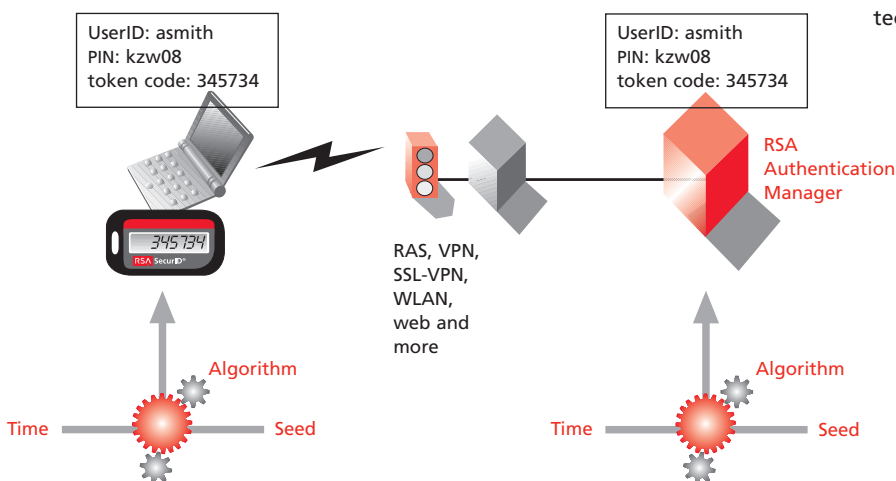 UserID: asmith
PIN: kzw08
token code: 345734
UserID: asmith
PIN: kzw08
token code: 345734
345734
RSA SecurID®
RAS, VPN,
SSL-VPN,
WLAN,
web and
more
RSA
Authentication
Manager
Algorithm
Time
Seed
Algorithm
Time
Seed